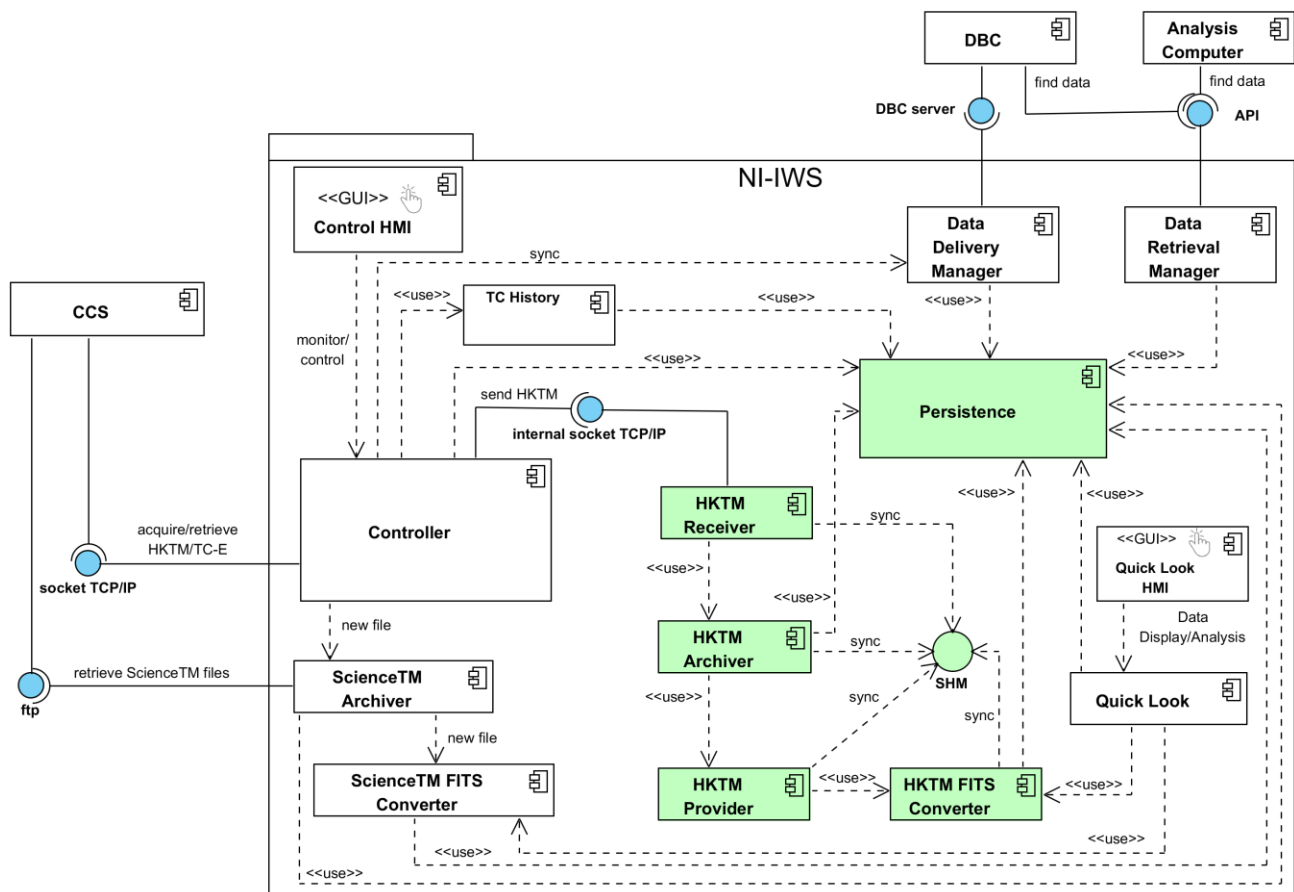 DBC
Analysis
Computer
find data
find data
DBC server
API
NI-IWS
<<GUI>>
Control HMI
Data
Delivery
Manager
Data
Retrieval
Manager
sync
CCS
<<use>>
TC History
<<use>>
<<use>>
monitor/
control
<<use>>
<<use>>
send HKTM
Persistence
internal socket TCP/IP
Controller
HKTM
Receiver
sync
<<use>>
<<use>>
acquire/retrieve
HKTM/TC-E
socket TCP/IP
<<GUI>>
Quick Look
HMI
<<use>>
<<use>>
new file
HKTM
Archiver
sync
Data
Display/Analysis
retrieve ScienceTM files
ScienceTM
Archiver
SHM
ftp
<<use>>
sync
sync
Quick Look
new file
ScienceTM FITS
Converter
HKTM
Provider
<<use>>
HKTM FITS
Converter
<<use>>
<<use>>
<<use>>
<<use>>